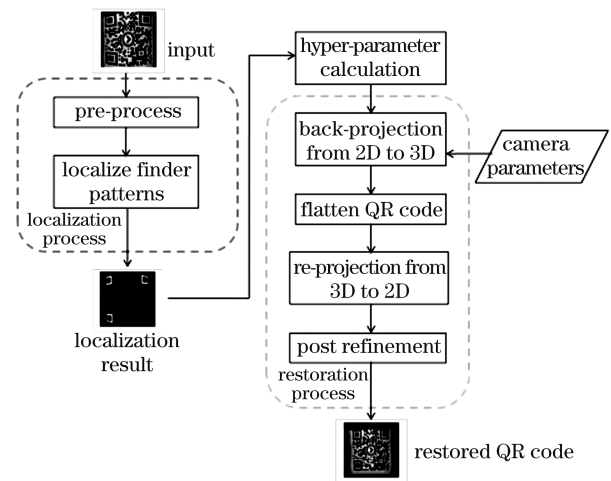 input
pre-process
localize finder
patterns
localization
process
localization
result
hyper-parameter
calculation
back-projection
from 2D to 3D
camera
parameters
flatten QR code
re-projection from
3D to 2D
post refinement
restoration
process
restored QR code